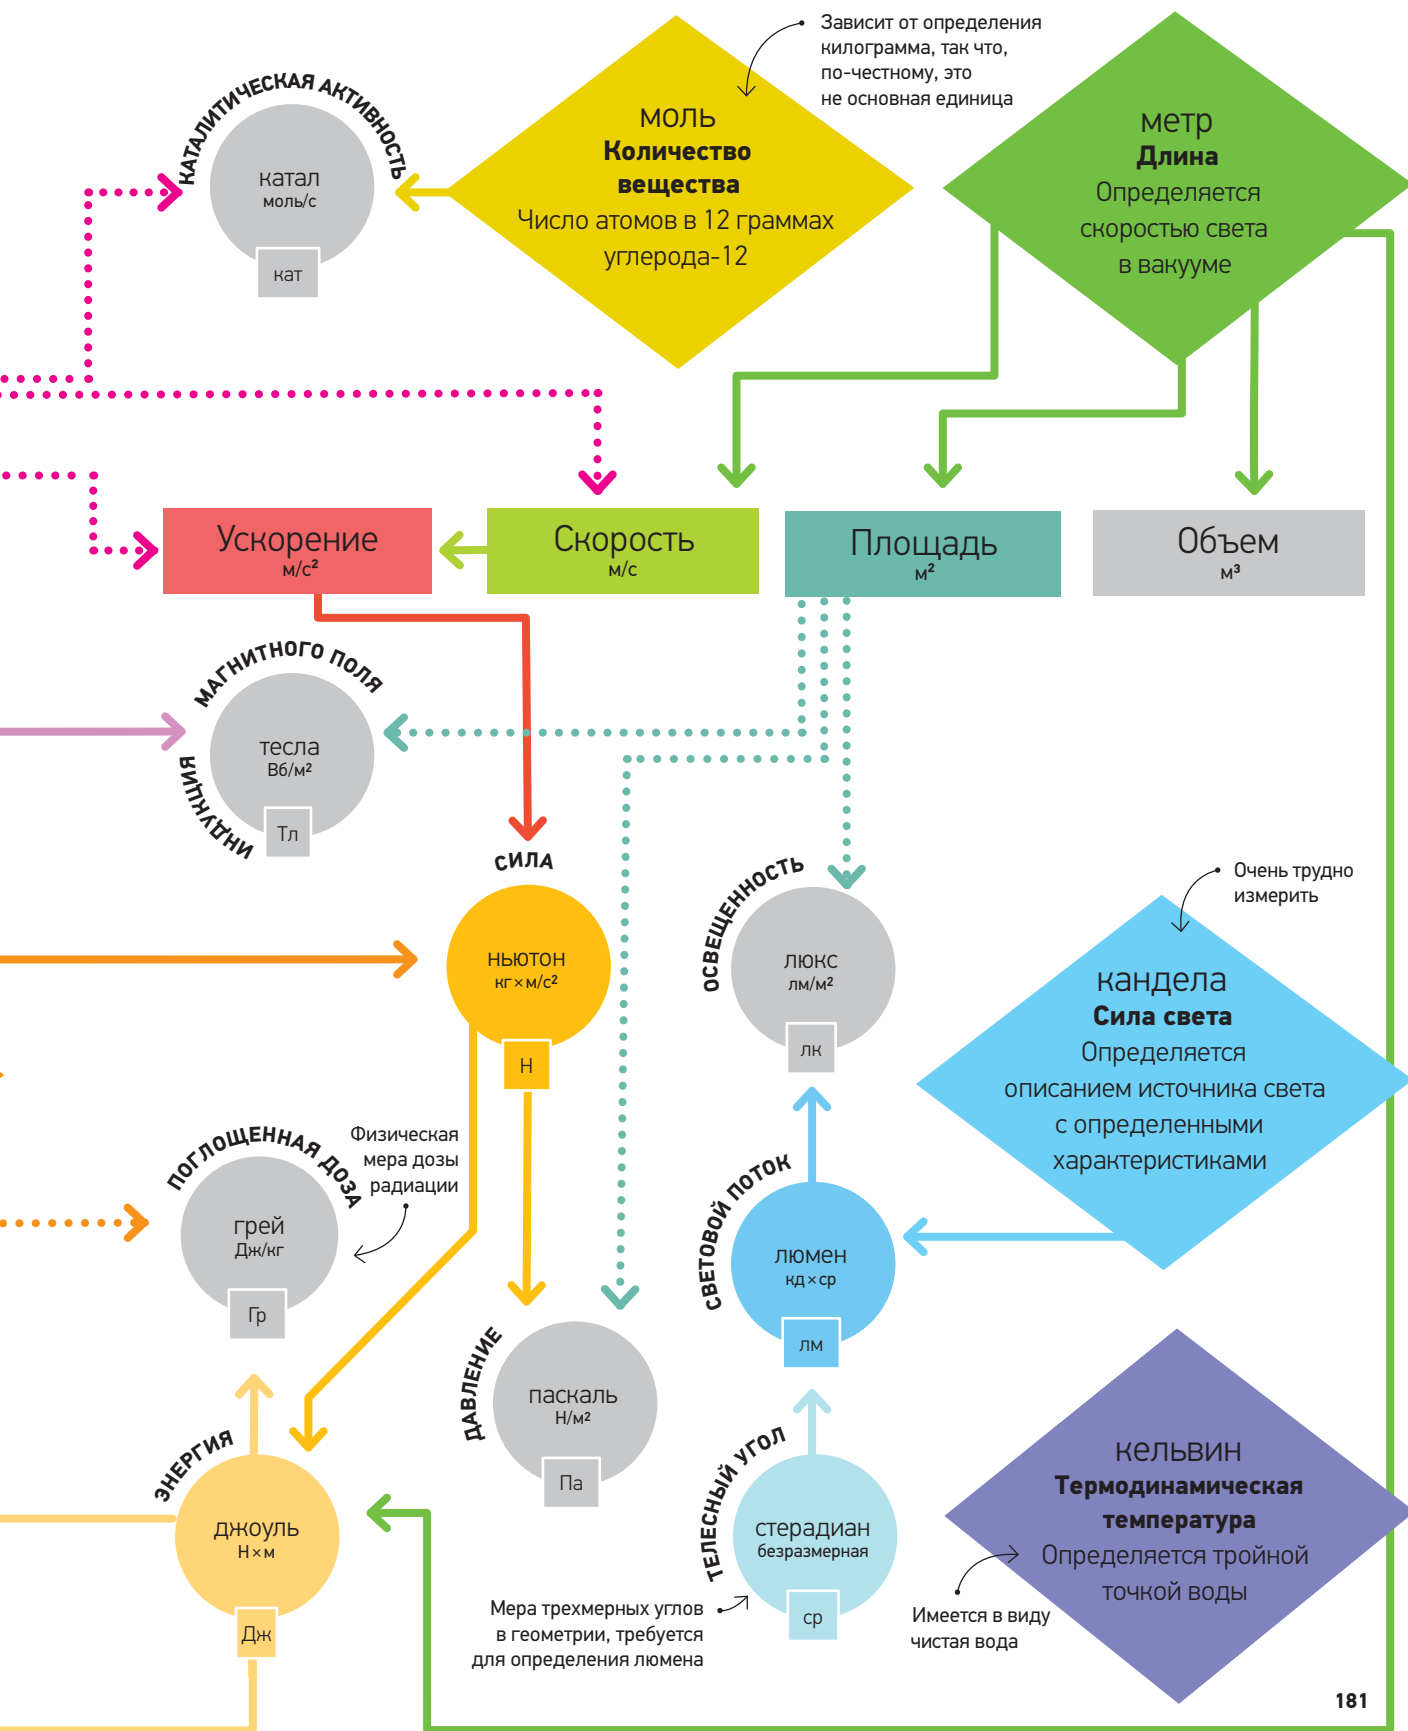 Зависит от определения
килограмма, так что,
по-честному, это
не основная единица
КАТАЛИТИЧЕСКАЯ АКТИВНОСТЬ
катал
моль/с
кат
моль
Количество
вещества
Число атомов в 12 граммах
углерода-12
метр
Длина
Определяется
скоростью света
в вакууме
Ускорение
м/с²
Скорость
м/с
Площадь
м²
Объем
м³
ИНДУКЦИЯ
МАГНИТНОГО ПОЛЯ
тесла
Вб/м²
Тл
СИЛА
ньютон
кг × м/с²
Н
ОСВЕЩЕННОСТЬ
люкс
лм/м²
лк
Очень трудно
измерить
кандела
Сила света
Определяется
описанием источника света
с определенными
характеристиками
ПОГЛОЩЕННАЯ ДОЗА
грей
Дж/кг
Гр
Физическая
мера дозы
радиации
СВЕТОВОЙ ПОТОК
люмен
кд × ср
лм
ДАВЛЕНИЕ
паскаль
Н/м²
Па
ЭНЕРГИЯ
джоуль
Н × м
Дж
ТЕЛЕСНЫЙ УГОЛ
стерадиан
безразмерная
ср
Мера трехмерных углов
в геометрии, требуется
для определения люмена
кельвин
Термодинамическая
температура
Определяется тройной
точкой воды
Имеется в виду
чистая вода
181